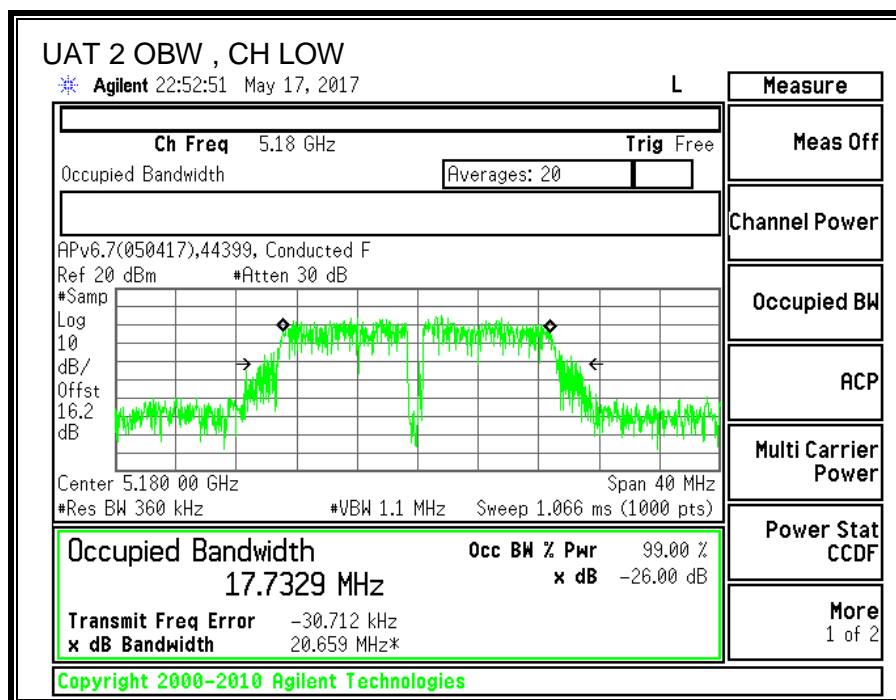 UAT 2 OBW , CH LOW
Agilent 22:52:51 May 17, 2017 L
Measure
Ch Freq 5.18 GHz Trig Free
Meas Off
Occupied Bandwidth Averages: 20
Channel Power
APv6.7(050417),44399, Conducted F
Ref 20 dBm #Atten 30 dB
#Samp
Log
10
dB/
Offst
16.2
dB
Occupied BW
ACP
Multi Carrier
Power
Center 5.180 00 GHz Span 40 MHz
#Res BW 360 kHz #VBW 1.1 MHz Sweep 1.066 ms (1000 pts)
Power Stat
CCDF
Occupied Bandwidth Occ BW % Pwr 99.00 %
17.7329 MHz x dB -26.00 dB
Transmit Freq Error -30.712 kHz
x dB Bandwidth 20.659 MHz*
More
1 of 2
Copyright 2000-2010 Agilent Technologies